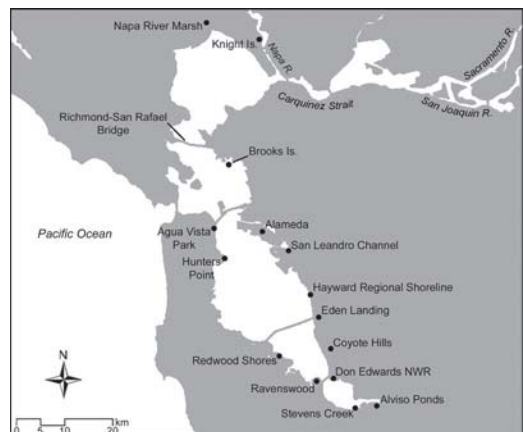 Napa River Marsh
Knight Is.
Napa R.
Sacramento R.
Carquinez Strait
San Joaquin R.
Richmond-San Rafael
Bridge
Brooks Is.
Pacific Ocean
Agua Vista
Park
Alameda
San Leandro Channel
Hunters
Point
Hayward Regional Shoreline
Eden Landing
Coyote Hills
Redwood Shores
Don Edwards NWR
Ravenswood
Alviso Ponds
Stevens Creek
N
km
0 5 10 20